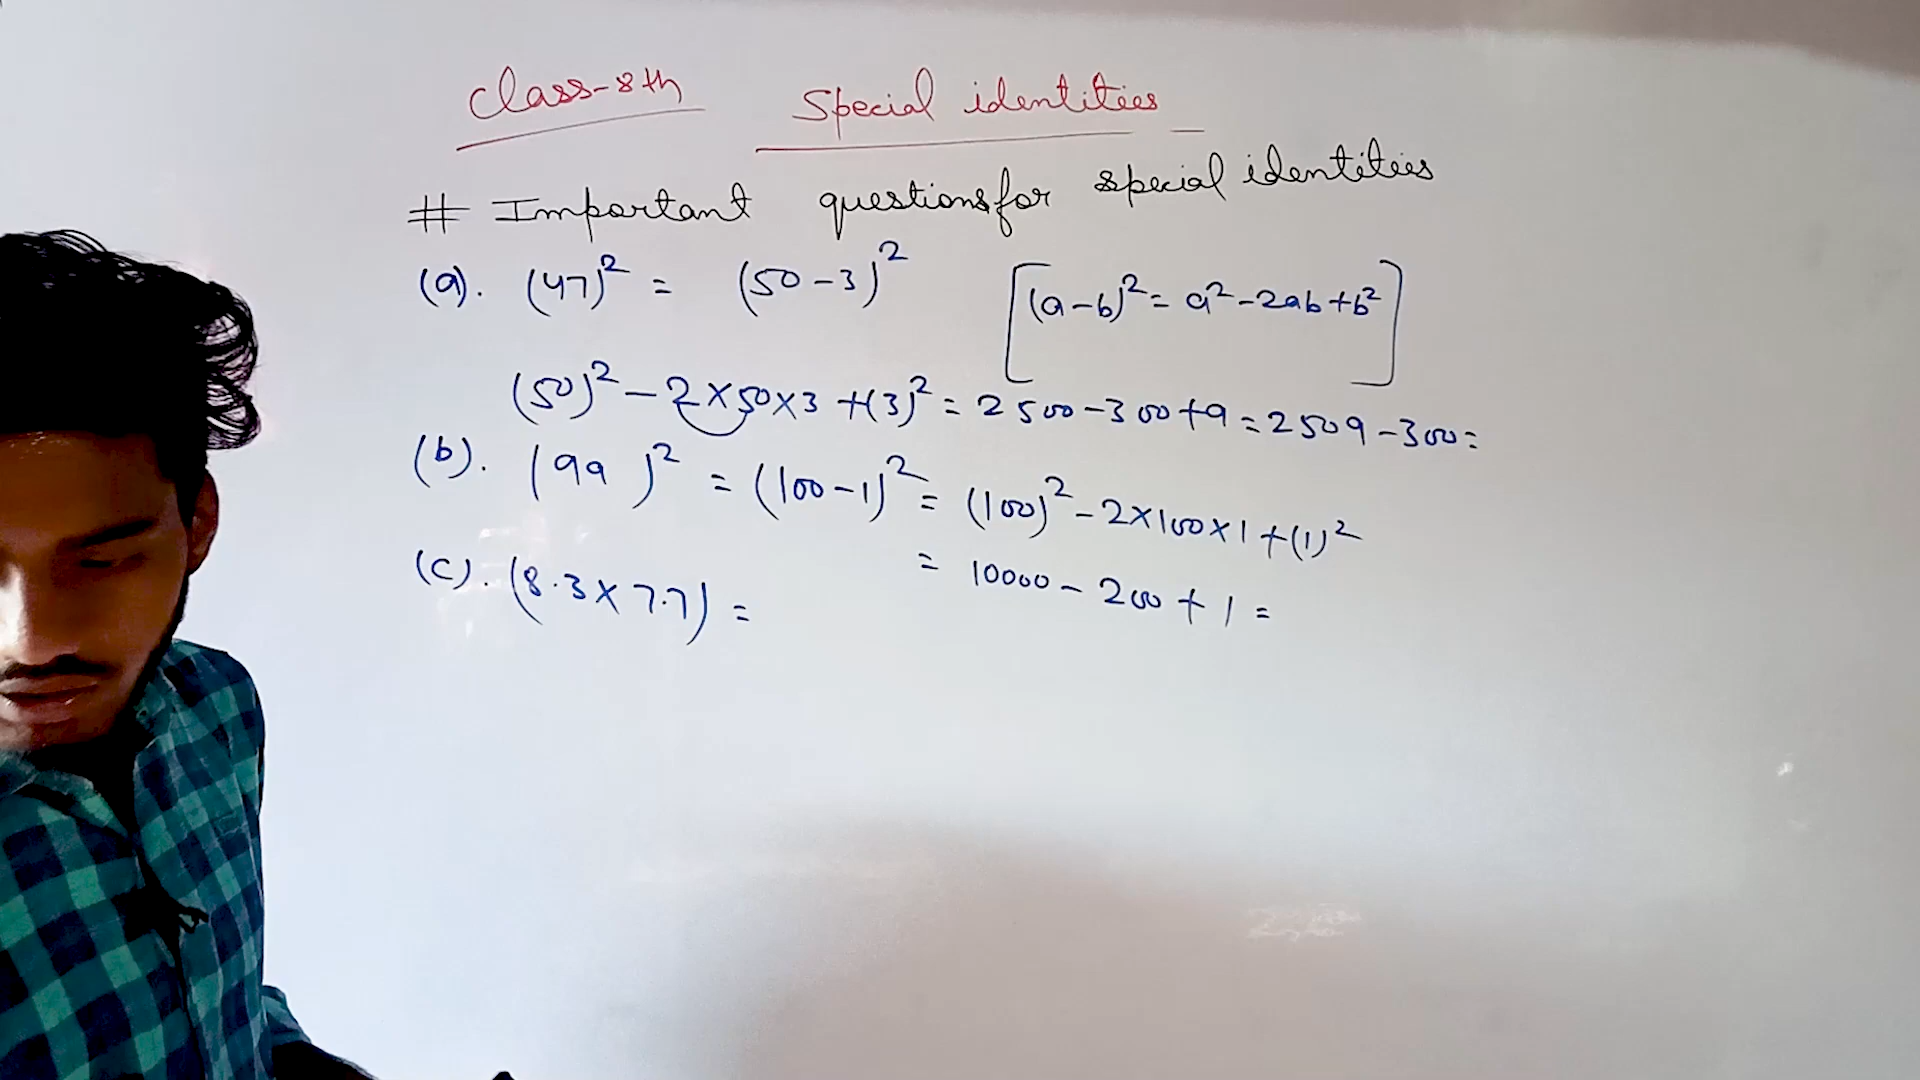 Class-8th Special identities
# Important questions for special identities
(a). (47)² = (50-3)² [(a-b)² = a²-2ab+b²]
(50)² - 2×50×3 +(3)² = 2500-300+9 = 2509-300=
(b). (99)² = (100-1)² = (100)² - 2×100×1+(1)²
= 10000 - 200 + 1 =
(c). (8.3×7.7) =